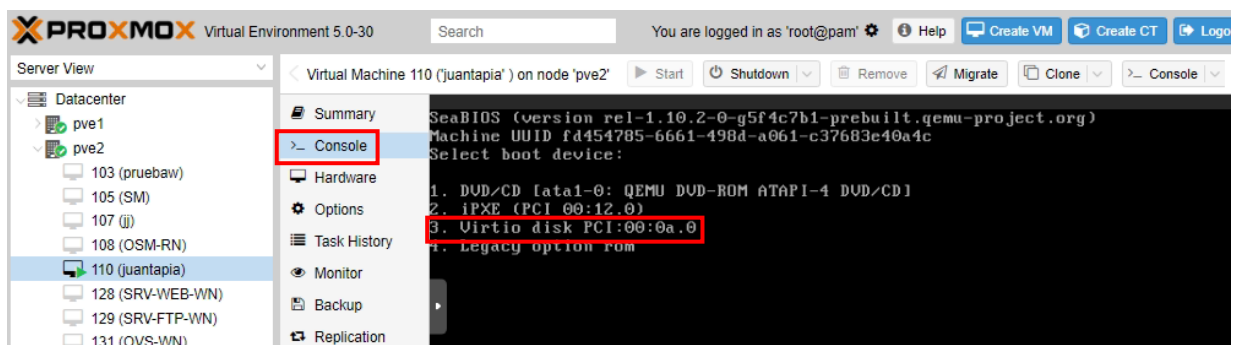 PROXMOX Virtual Environment 5.0-30 Search You are logged in as 'root@pam' Help Create VM Create CT Logo
Server View
Virtual Machine 110 ('juantapia' ) on node 'pve2' Start Shutdown Remove Migrate Clone >_ Console
Datacenter
pve1
pve2
103 (pruebaw)
105 (SM)
107 (jj)
108 (OSM-RN)
110 (juantapia)
128 (SRV-WEB-WN)
129 (SRV-FTP-WN)
131 (OVS-WN)
Summary
>_ Console
Hardware
Options
Task History
Monitor
Backup
Replication
SeaBIOS (version rel-1.10.2-0-g5f4c7b1-prebuilt.qemu-project.org)
Machine UUID fd454785-6661-498d-a061-c37683e40a4c
Select boot device:
1. DVD/CD [ata1-0: QEMU DVD-ROM ATAPI-4 DVD/CD]
2. iPXE (PCI 00:12.0)
3. Virtio disk PCI:00:0a.0
4. Legacy option rom